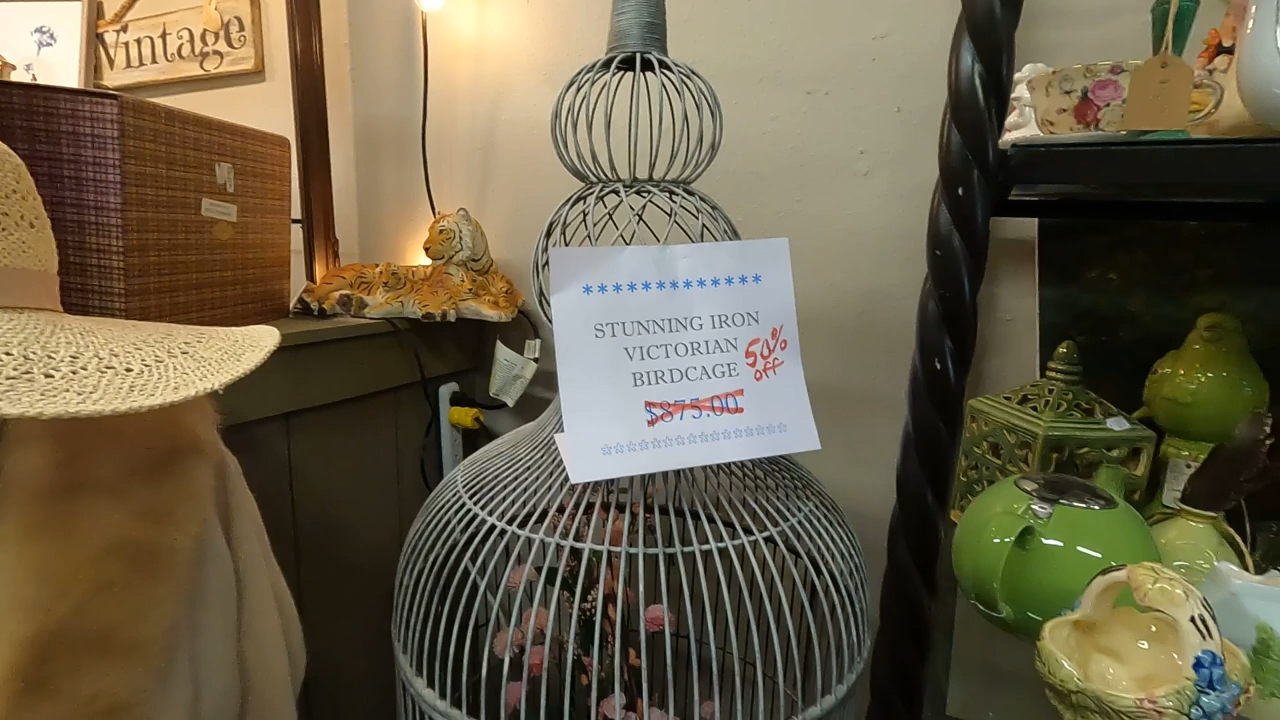 Vintage
************
STUNNING IRON
VICTORIAN
BIRDCAGE
50%
off
$875.00